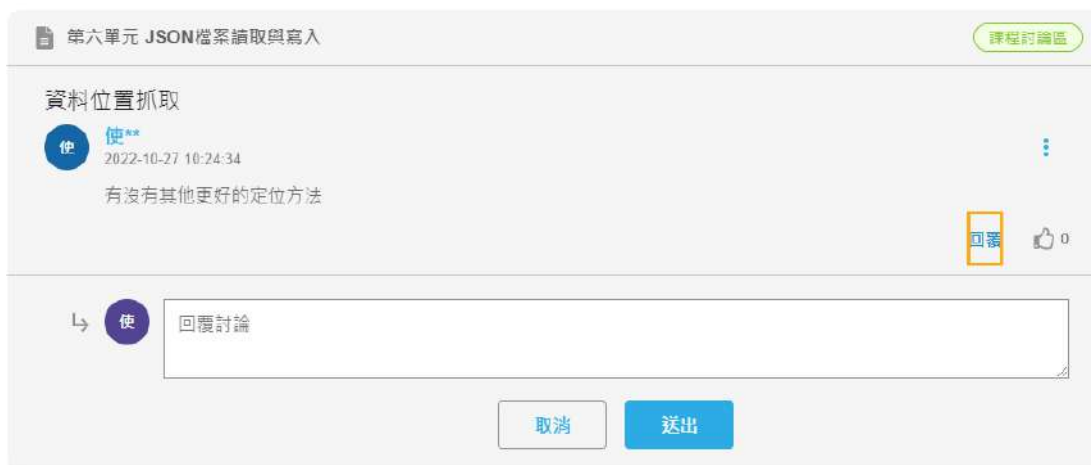 第六單元 JSON檔案讀取與寫入
課程討論區
資料位置抓取
使
使**
2022-10-27 10:24:34
有沒有其他更好的定位方法
回覆
0
使
回覆討論
取消
送出